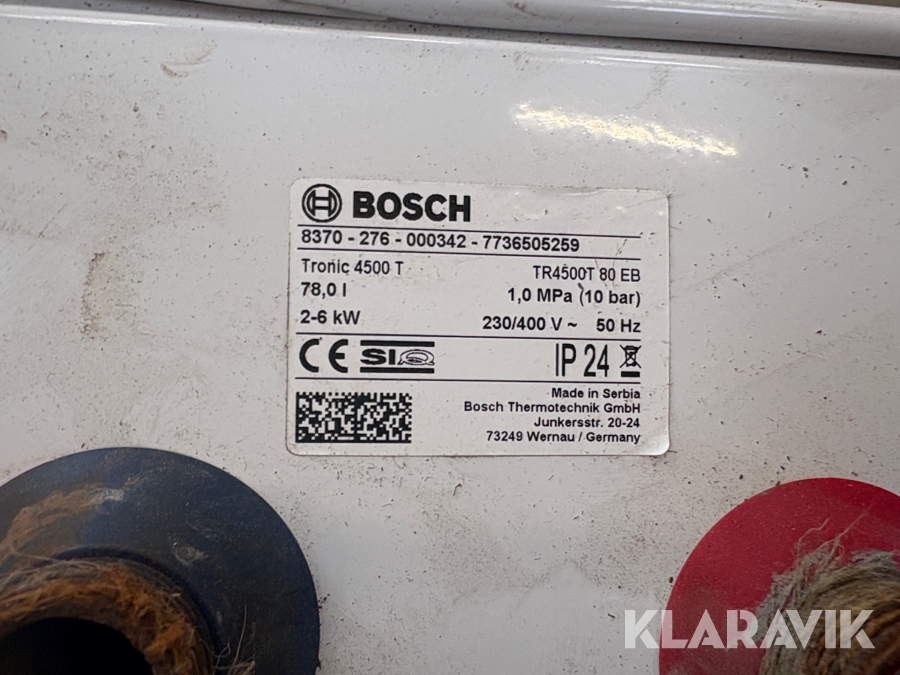 BOSCH
8370 - 276 - 000342 - 7736505259
Tronic 4500 T TR4500T 80 EB
78,0 l 1,0 MPa (10 bar)
2-6 kW 230/400 V ~ 50 Hz
CE SIQ IP 24
Made in Serbia
Bosch Thermotechnik GmbH
Junkersstr. 20-24
73249 Wernau / Germany
KLARAVIK